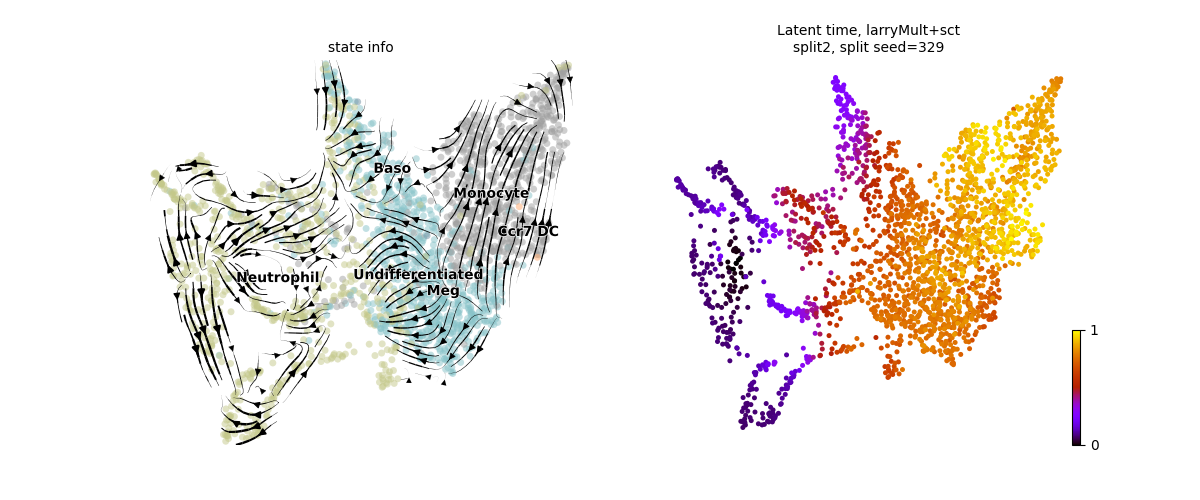 state info
Baso
Monocyte
Ccr7 DC
Neutrophil
Undifferentiated
Meg
Latent time, larryMult+sct
split2, split seed=329
1
0